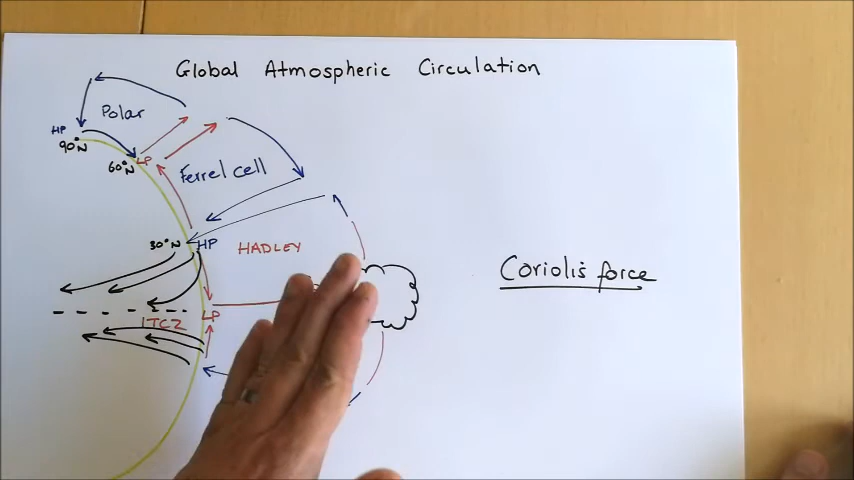 Global Atmospheric Circulation
Polar
HP
90°N
60°N LP
Ferrel cell
30°N HP HADLEY
Coriolis force
ITCZ LP